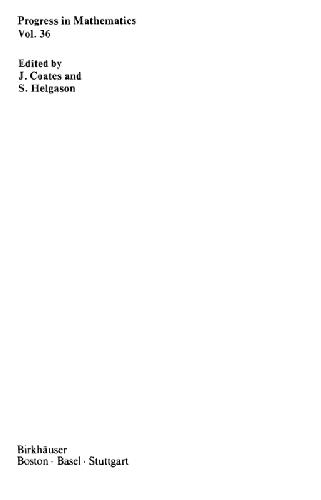 Progress in Mathematics
Vol. 36
Edited by
J. Coates and
S. Helgason
Birkhäuser
Boston · Basel · Stuttgart